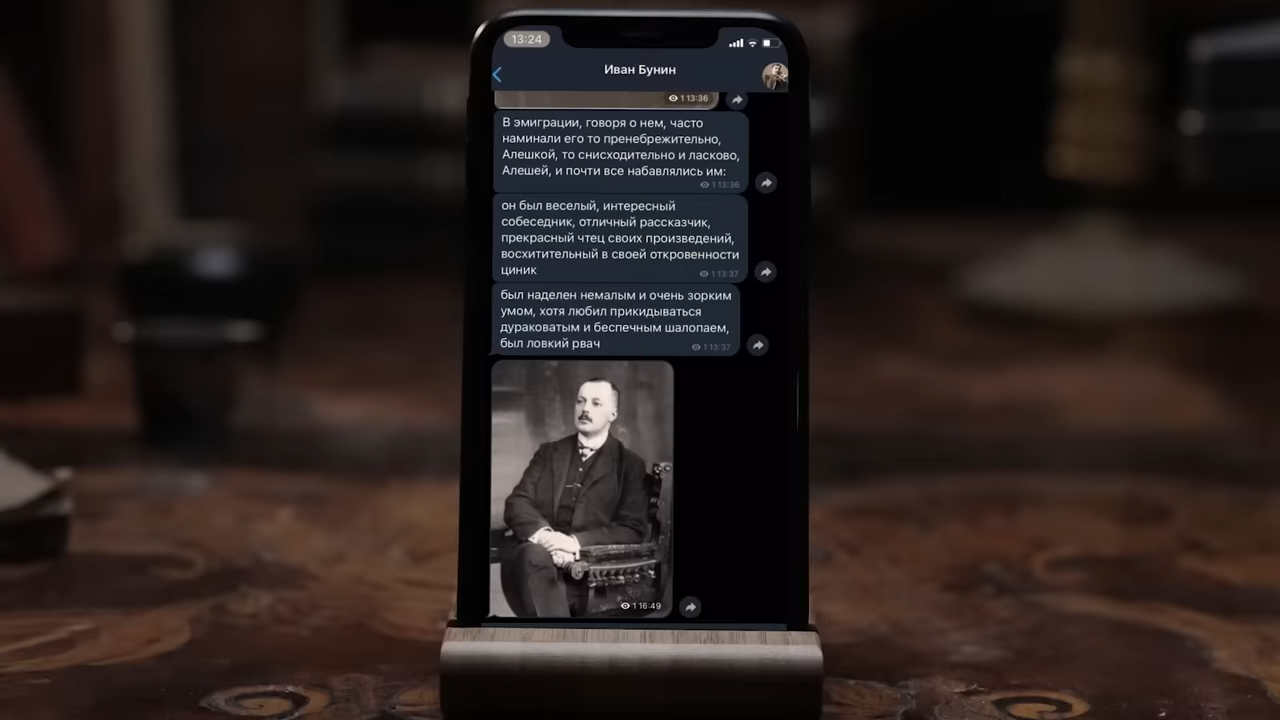 13:24
Иван Бунин
1 13:36
В эмиграции, говоря о нем, часто
наминали его то пренебрежительно,
Алешкой, то снисходительно и ласково,
Алешей, и почти все набавлялись им:
1 13:36
он был веселый, интересный
собеседник, отличный рассказчик,
прекрасный чтец своих произведений,
восхитительный в своей откровенности
циник
1 13:37
был наделен немалым и очень зорким
умом, хотя любил прикидываться
дураковатым и беспечным шалопаем,
был ловкий рвач
1 13:37
1 16:49